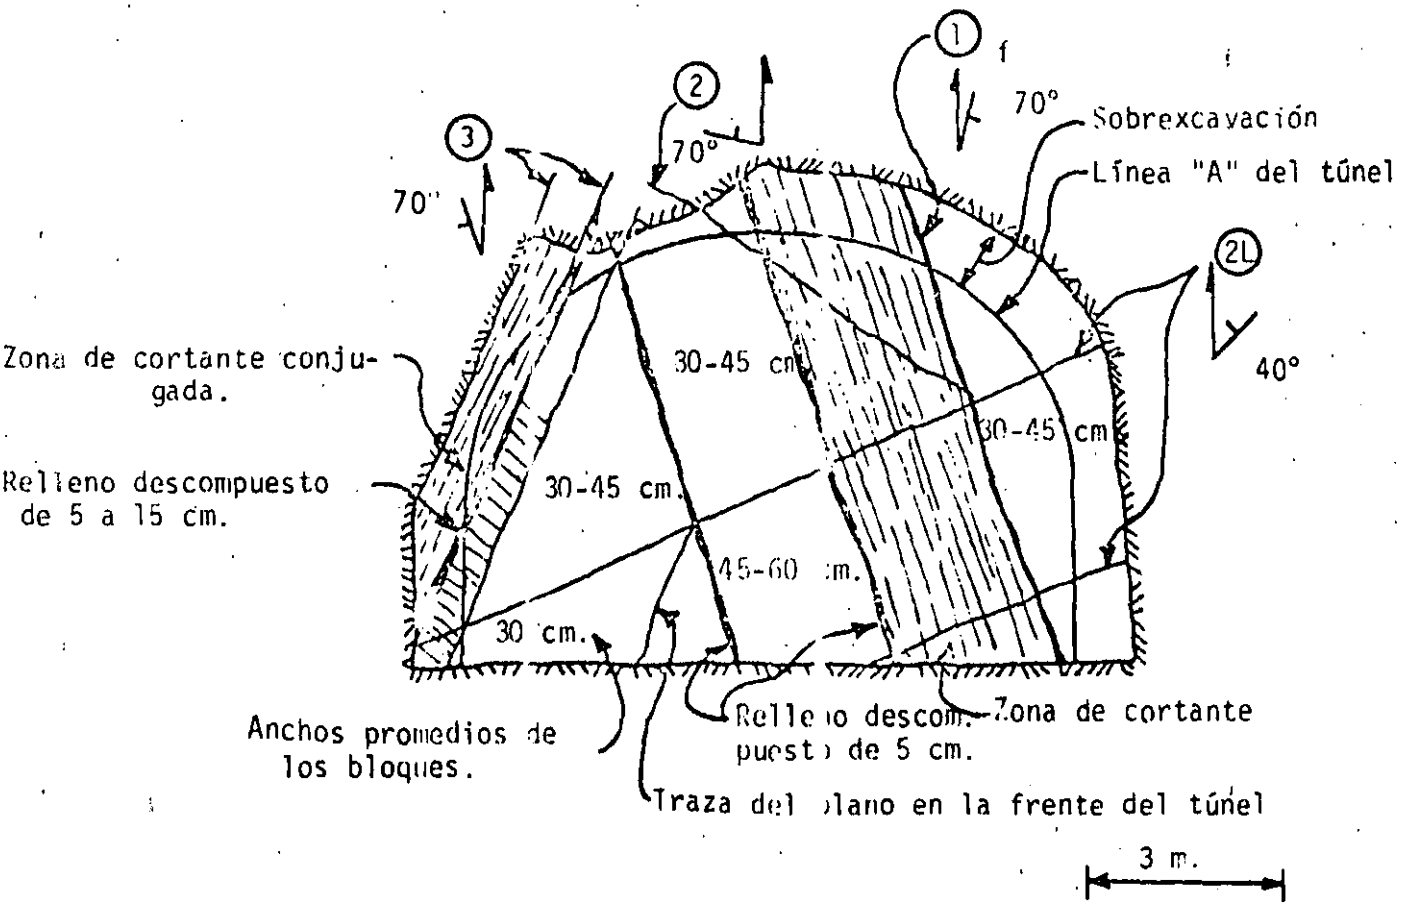 1
f
2
70°
Sobrexcavación
3
70°
Línea "A" del túnel
70"
2L
Zona de cortante conju-
gada.
30-45 cm
40°
30-45 cm
Relleno descompuesto
de 5 a 15 cm.
30-45 cm.
45-60 cm.
30 cm.
Anchos promedios de
los bloques.
Relleno descom-
puesto de 5 cm.
Zona de cortante
Traza del plano en la frente del túnel
3 m.